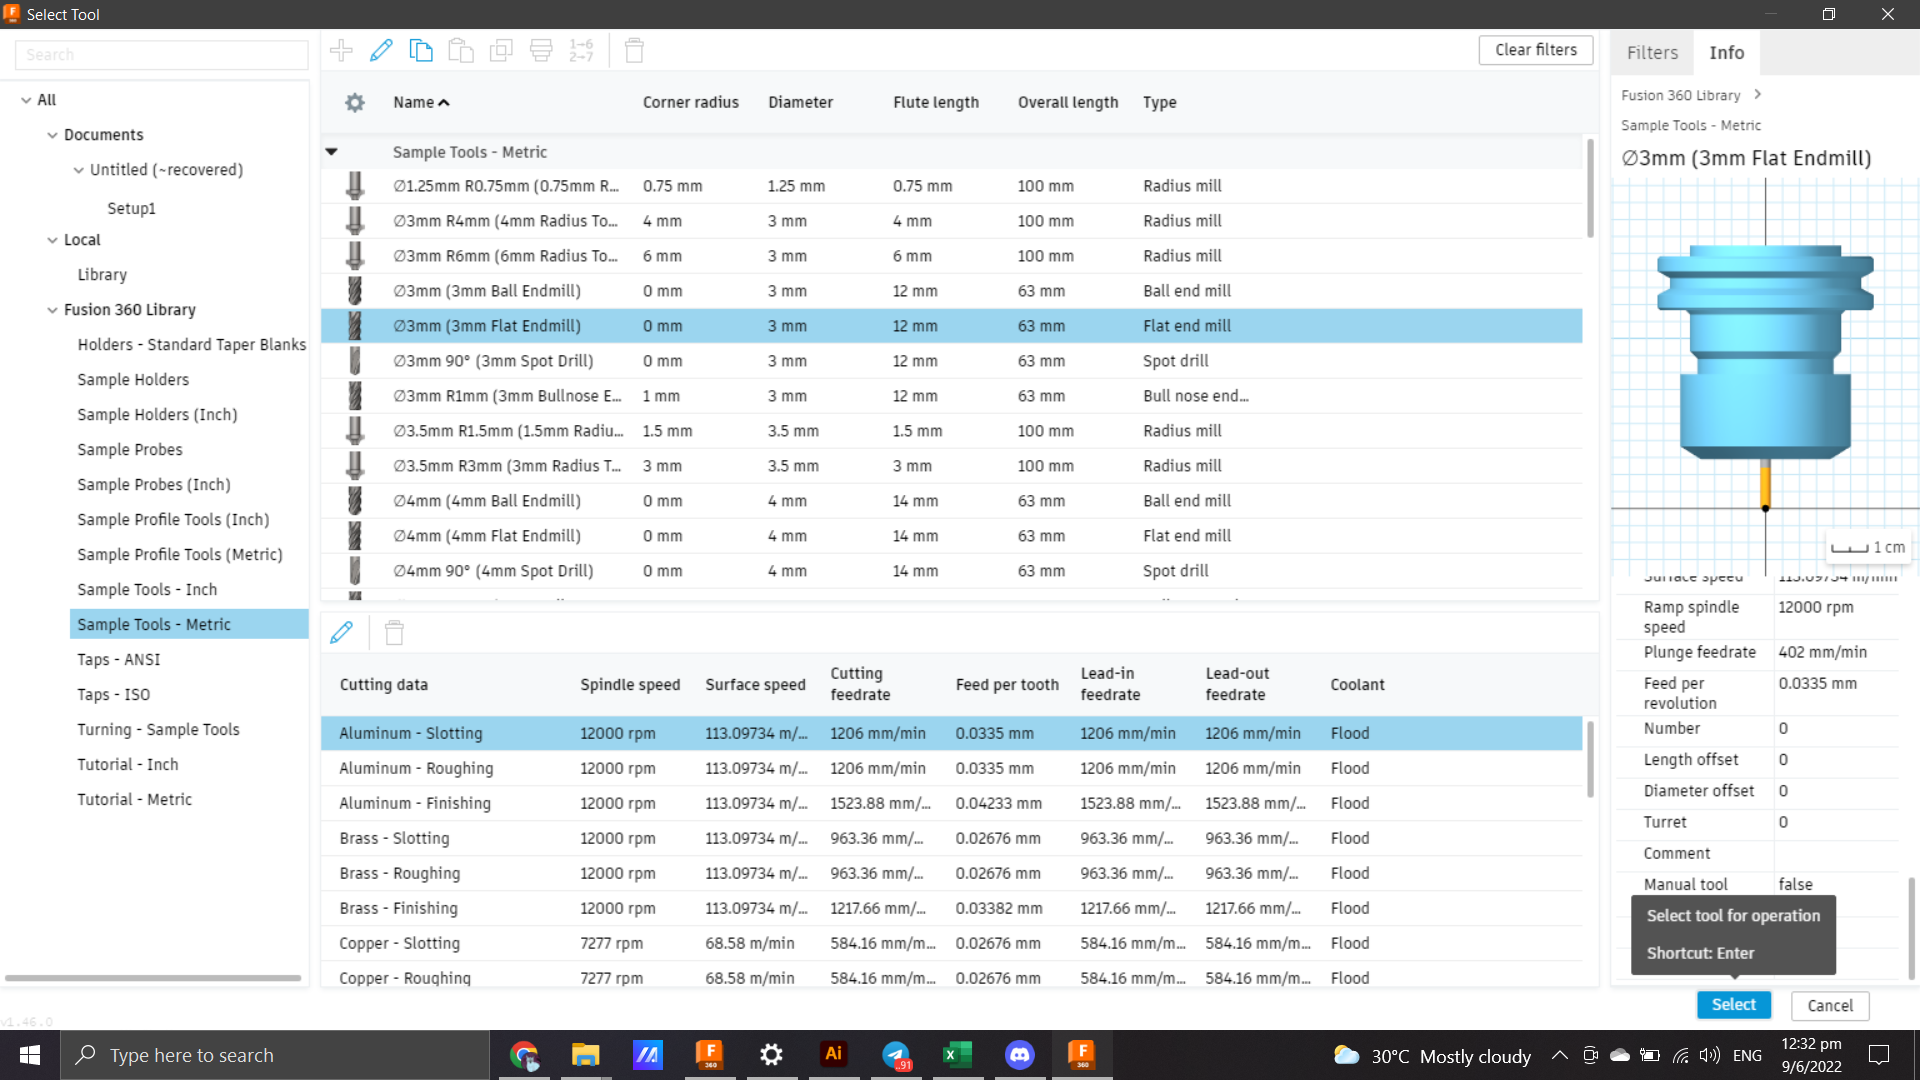 Select Tool
Search
All
Documents
Untitled (~recovered)
Setup1
Local
Library
Fusion 360 Library
Holders - Standard Taper Blanks
Sample Holders
Sample Holders (Inch)
Sample Probes
Sample Probes (Inch)
Sample Profile Tools (Inch)
Sample Profile Tools (Metric)
Sample Tools - Inch
Sample Tools - Metric
Taps - ANSI
Taps - ISO
Turning - Sample Tools
Tutorial - Inch
Tutorial - Metric
v1.46.0
1→6
2→7
Clear filters
Name Corner radius Diameter Flute length Overall length Type
Sample Tools - Metric
∅1.25mm R0.75mm (0.75mm R... 0.75 mm 1.25 mm 0.75 mm 100 mm Radius mill
∅3mm R4mm (4mm Radius To... 4 mm 3 mm 4 mm 100 mm Radius mill
∅3mm R6mm (6mm Radius To... 6 mm 3 mm 6 mm 100 mm Radius mill
∅3mm (3mm Ball Endmill) 0 mm 3 mm 12 mm 63 mm Ball end mill
∅3mm (3mm Flat Endmill) 0 mm 3 mm 12 mm 63 mm Flat end mill
∅3mm 90° (3mm Spot Drill) 0 mm 3 mm 12 mm 63 mm Spot drill
∅3mm R1mm (3mm Bullnose E... 1 mm 3 mm 12 mm 63 mm Bull nose end...
∅3.5mm R1.5mm (1.5mm Radiu... 1.5 mm 3.5 mm 1.5 mm 100 mm Radius mill
∅3.5mm R3mm (3mm Radius T... 3 mm 3.5 mm 3 mm 100 mm Radius mill
∅4mm (4mm Ball Endmill) 0 mm 4 mm 14 mm 63 mm Ball end mill
∅4mm (4mm Flat Endmill) 0 mm 4 mm 14 mm 63 mm Flat end mill
∅4mm 90° (4mm Spot Drill) 0 mm 4 mm 14 mm 63 mm Spot drill
Cutting data Spindle speed Surface speed Cutting feedrate Feed per tooth Lead-in feedrate Lead-out feedrate Coolant
Aluminum - Slotting 12000 rpm 113.09734 m/... 1206 mm/min 0.0335 mm 1206 mm/min 1206 mm/min Flood
Aluminum - Roughing 12000 rpm 113.09734 m/... 1206 mm/min 0.0335 mm 1206 mm/min 1206 mm/min Flood
Aluminum - Finishing 12000 rpm 113.09734 m/... 1523.88 mm/... 0.04233 mm 1523.88 mm/... 1523.88 mm/... Flood
Brass - Slotting 12000 rpm 113.09734 m/... 963.36 mm/... 0.02676 mm 963.36 mm/... 963.36 mm/... Flood
Brass - Roughing 12000 rpm 113.09734 m/... 963.36 mm/... 0.02676 mm 963.36 mm/... 963.36 mm/... Flood
Brass - Finishing 12000 rpm 113.09734 m/... 1217.66 mm/... 0.03382 mm 1217.66 mm/... 1217.66 mm/... Flood
Copper - Slotting 7277 rpm 68.58 m/min 584.16 mm/m... 0.02676 mm 584.16 mm/m... 584.16 mm/m... Flood
Copper - Roughing 7277 rpm 68.58 m/min 584.16 mm/m... 0.02676 mm 584.16 mm/m... 584.16 mm/m... Flood
Filters Info
Fusion 360 Library
Sample Tools - Metric
∅3mm (3mm Flat Endmill)
1 cm
Surface speed 113.09734 m/min
Ramp spindle speed 12000 rpm
Plunge feedrate 402 mm/min
Feed per revolution 0.0335 mm
Number 0
Length offset 0
Diameter offset 0
Turret 0
Comment
Manual tool false
Select tool for operation
Shortcut: Enter
Select Cancel
Type here to search
F 360
Ai
..91
F 360
30°C Mostly cloudy
ENG
12:32 pm
9/6/2022